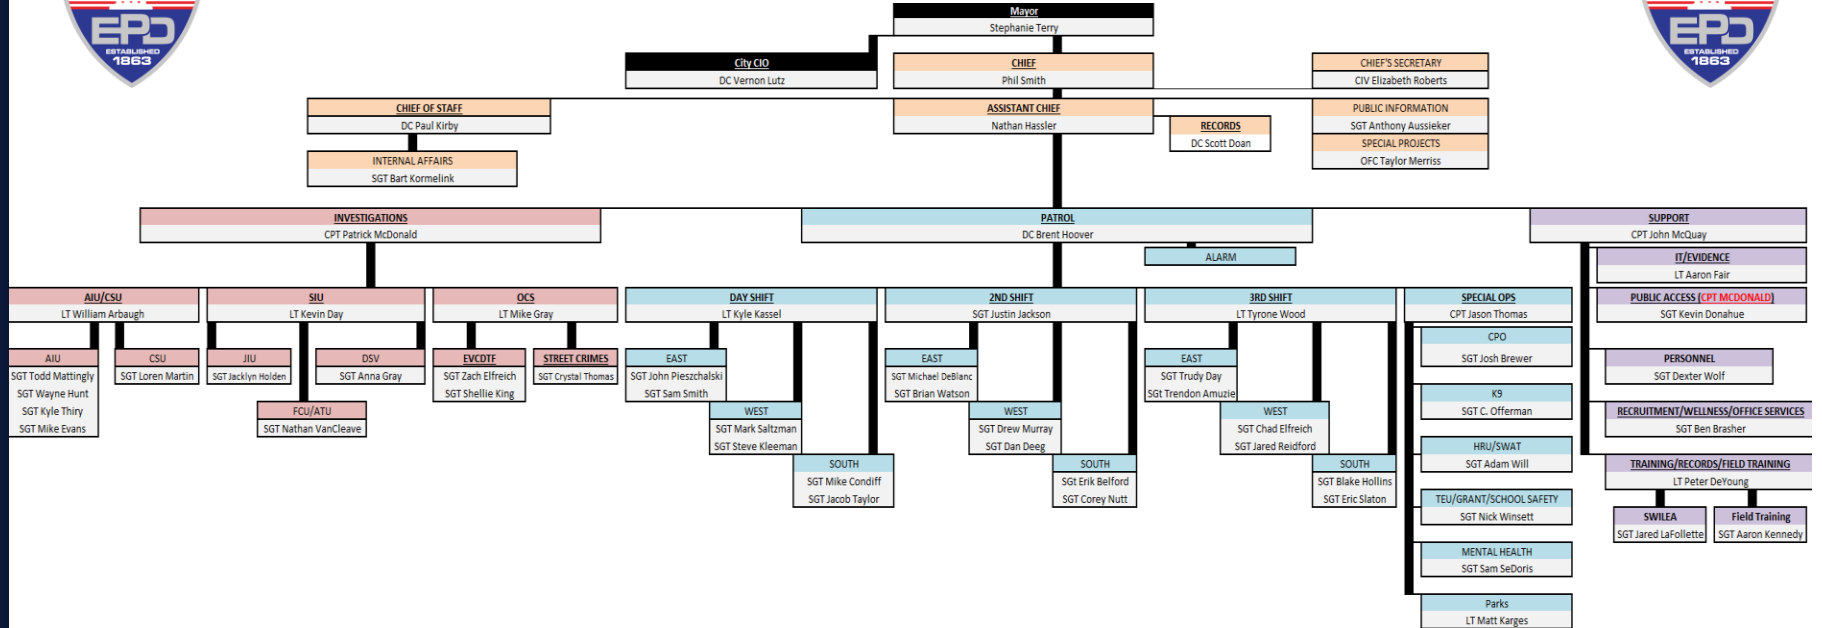 EPD
ESTABLISHED
1863
EPD
ESTABLISHED
1863
Mayor
Stephanie Terry
City CIO
DC Vernon Lutz
CHIEF
Phil Smith
CHIEF'S SECRETARY
CIV Elizabeth Roberts
CHIEF OF STAFF
DC Paul Kirby
ASSISTANT CHIEF
Nathan Hassler
RECORDS
DC Scott Doan
PUBLIC INFORMATION
SGT Anthony Aussieker
SPECIAL PROJECTS
OFC Taylor Merriss
INTERNAL AFFAIRS
SGT Bart Kormelink
INVESTIGATIONS
CPT Patrick McDonald
PATROL
DC Brent Hoover
ALARM
SUPPORT
CPT John McQuay
AIU/CSU
LT William Arbaugh
AIU
SGT Todd Mattingly
SGT Wayne Hunt
SGT Kyle Thiry
SGT Mike Evans
CSU
SGT Loren Martin
SIU
LT Kevin Day
JIU
SGT Jacklyn Holden
DSV
SGT Anna Gray
FCU/ATU
SGT Nathan VanCleave
OCS
LT Mike Gray
EVCDTF
SGT Zach Elfreich
SGT Shellie King
STREET CRIMES
SGT Crystal Thomas
DAY SHIFT
LT Kyle Kassel
EAST
SGT John Pieszchalski
SGT Sam Smith
WEST
SGT Mark Saltzman
SGT Steve Kleeman
SOUTH
SGT Mike Condiff
SGT Jacob Taylor
2ND SHIFT
SGT Justin Jackson
EAST
SGT Michael DeBlanc
SGT Brian Watson
WEST
SGT Drew Murray
SGT Dan Deeg
SOUTH
SGt Erik Belford
SGT Corey Nutt
3RD SHIFT
LT Tyrone Wood
EAST
SGT Trudy Day
SGt Trendon Amuzie
WEST
SGT Chad Elfreich
SGT Jared Reidford
SOUTH
SGT Blake Hollins
SGT Eric Slaton
SPECIAL OPS
CPT Jason Thomas
CPO
SGT Josh Brewer
K9
SGT C. Offerman
HRU/SWAT
SGT Adam Will
TEU/GRANT/SCHOOL SAFETY
SGT Nick Winsett
MENTAL HEALTH
SGT Sam SeDoris
Parks
LT Matt Karges
IT/EVIDENCE
LT Aaron Fair
PUBLIC ACCESS (CPT MCDONALD)
SGT Kevin Donahue
PERSONNEL
SGT Dexter Wolf
RECRUITMENT/WELLNESS/OFFICE SERVICES
SGT Ben Brasher
TRAINING/RECORDS/FIELD TRAINING
LT Peter DeYoung
SWILEA
SGT Jared LaFollette
Field Training
SGT Aaron Kennedy